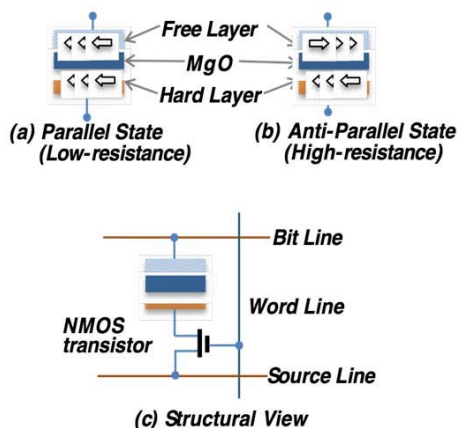 Free Layer
MgO
Hard Layer
(a) Parallel State
(Low-resistance)
(b) Anti-Parallel State
(High-resistance)
Bit Line
Word Line
NMOS
transistor
Source Line
(c) Structural View